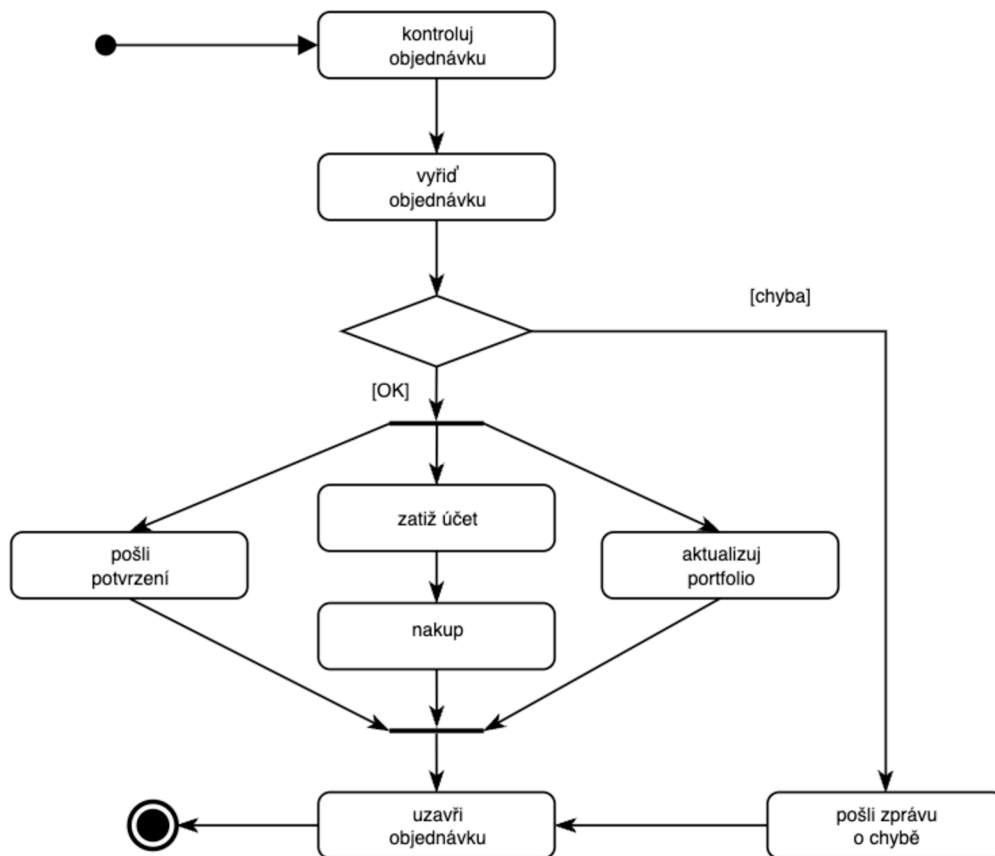 kontroluj
objednávku
vyřiď
objednávku
[chyba]
[OK]
zatiž účet
pošli
potvrzení
aktualizuj
portfolio
nakup
uzavři
objednávku
pošli zprávu
o chybě